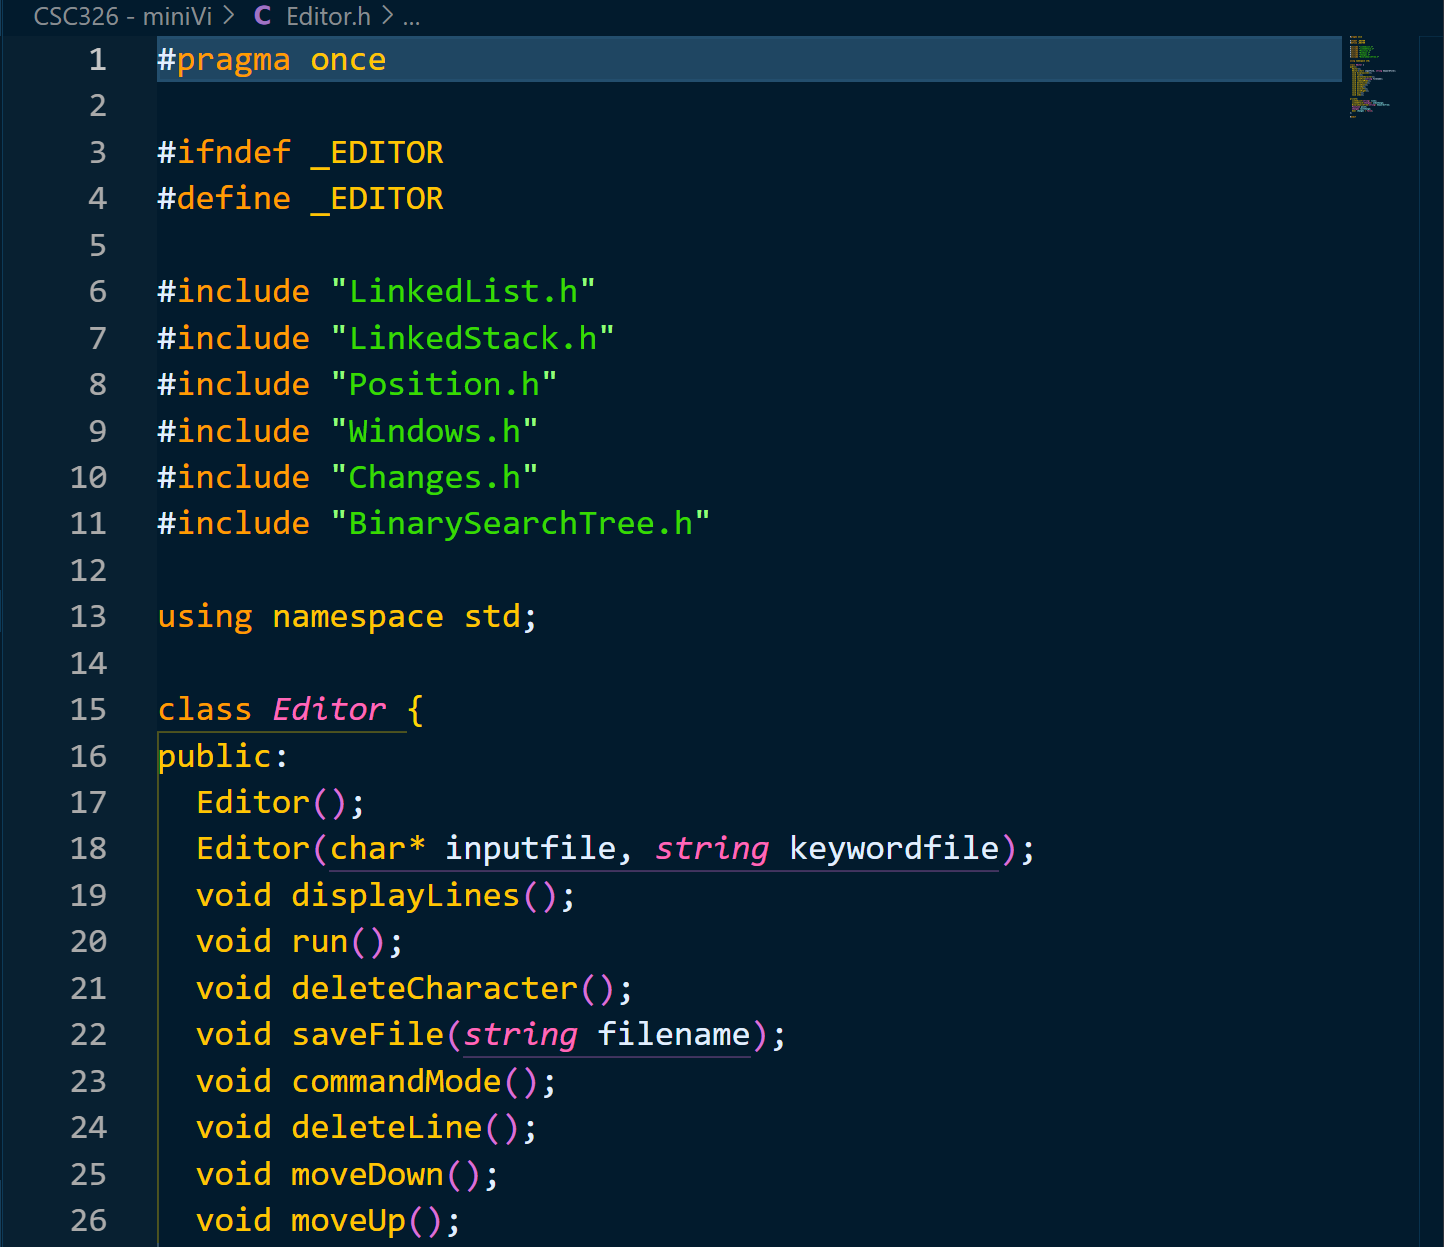 CSC326 - miniVi > C Editor.h > ...
1 #pragma once
2
3 #ifndef _EDITOR
4 #define _EDITOR
5
6 #include "LinkedList.h"
7 #include "LinkedStack.h"
8 #include "Position.h"
9 #include "Windows.h"
10 #include "Changes.h"
11 #include "BinarySearchTree.h"
12
13 using namespace std;
14
15 class Editor {
16 public:
17   Editor();
18   Editor(char* inputfile, string keywordfile);
19   void displayLines();
20   void run();
21   void deleteCharacter();
22   void saveFile(string filename);
23   void commandMode();
24   void deleteLine();
25   void moveDown();
26   void moveUp();